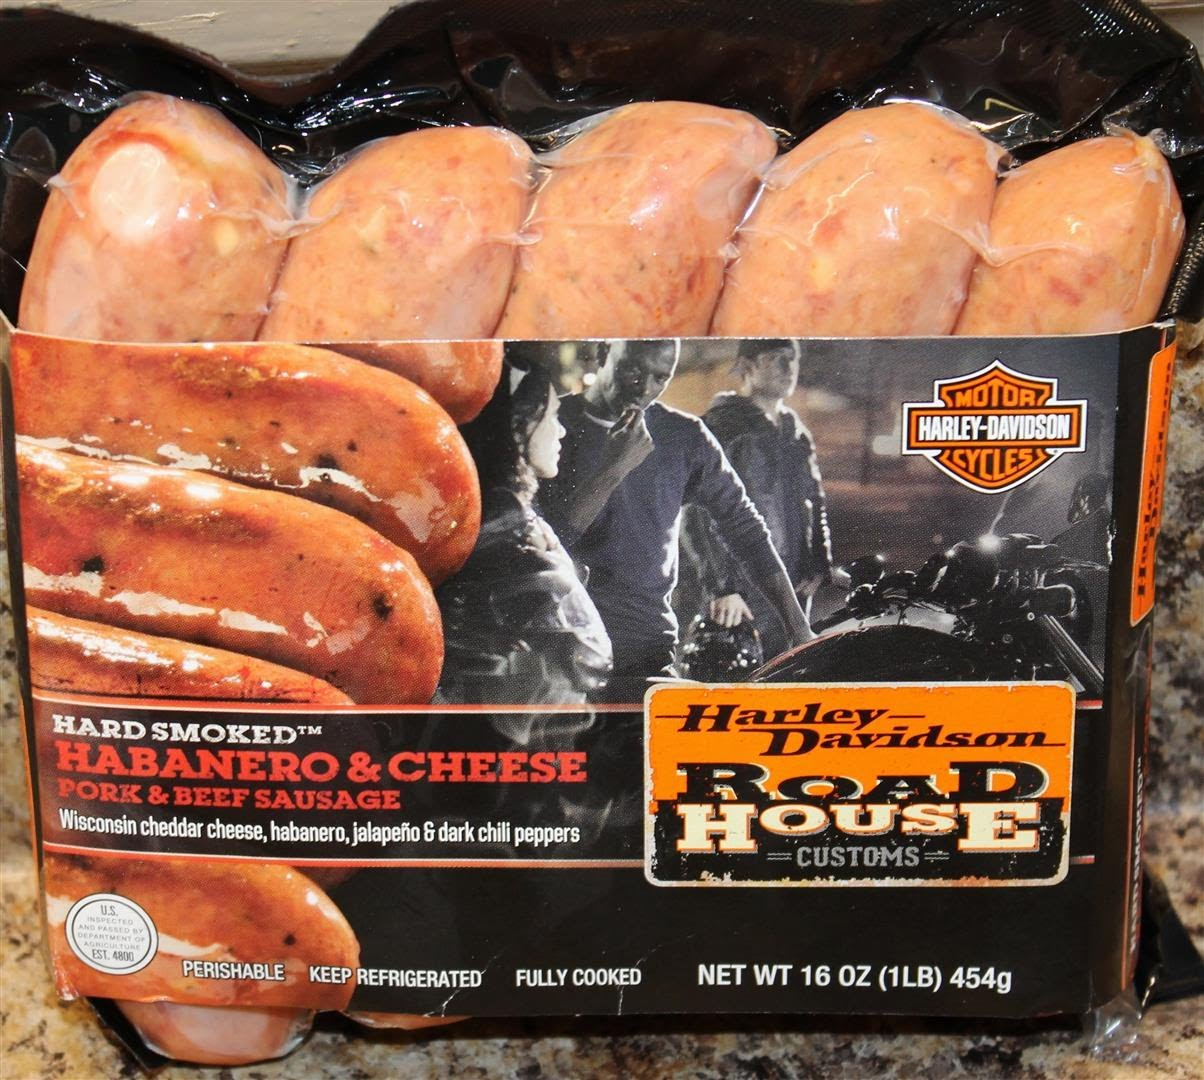 MOTOR
HARLEY-DAVIDSON
CYCLES
HARD SMOKED™
HABANERO & CHEESE
PORK & BEEF SAUSAGE
Wisconsin cheddar cheese, habanero, jalapeño & dark chili peppers
Harley-
Davidson
ROAD
HOUSE
CUSTOMS
U.S.
INSPECTED
AND PASSED BY
DEPARTMENT OF
AGRICULTURE
EST. 4800
PERISHABLE KEEP REFRIGERATED FULLY COOKED NET WT 16 OZ (1LB) 454g
Harley-
Davidson